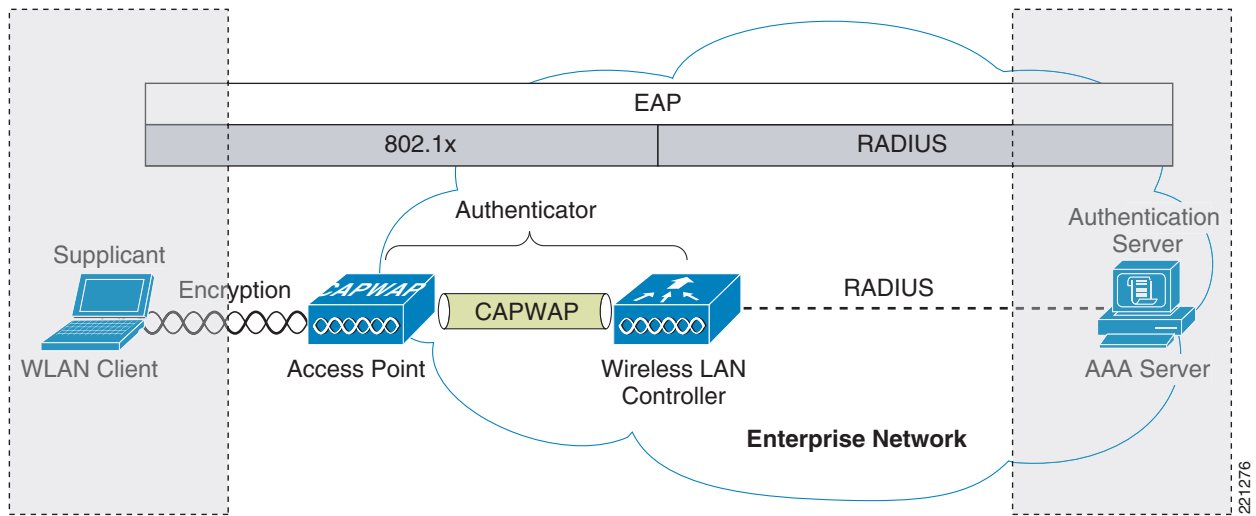 EAP
802.1x
RADIUS
Authenticator
Authentication
Server
Supplicant
Encryption
CAPWAP
CAPWAP
RADIUS
WLAN Client
Access Point
Wireless LAN
Controller
AAA Server
Enterprise Network
221276